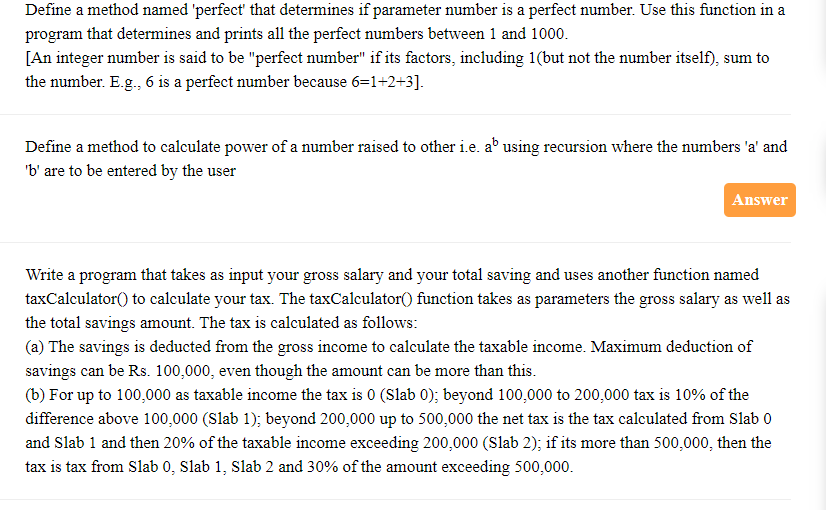 Define a method named 'perfect' that determines if parameter number is a perfect number. Use this function in a
program that determines and prints all the perfect numbers between 1 and 1000.
[An integer number is said to be "perfect number" if its factors, including 1(but not the number itself), sum to
the number. E.g., 6 is a perfect number because 6=1+2+3].
Define a method to calculate power of a number raised to other i.e. aᵇ using recursion where the numbers 'a' and
'b' are to be entered by the user
Answer
Write a program that takes as input your gross salary and your total saving and uses another function named
taxCalculator() to calculate your tax. The taxCalculator() function takes as parameters the gross salary as well as
the total savings amount. The tax is calculated as follows:
(a) The savings is deducted from the gross income to calculate the taxable income. Maximum deduction of
savings can be Rs. 100,000, even though the amount can be more than this.
(b) For up to 100,000 as taxable income the tax is 0 (Slab 0); beyond 100,000 to 200,000 tax is 10% of the
difference above 100,000 (Slab 1); beyond 200,000 up to 500,000 the net tax is the tax calculated from Slab 0
and Slab 1 and then 20% of the taxable income exceeding 200,000 (Slab 2); if its more than 500,000, then the
tax is tax from Slab 0, Slab 1, Slab 2 and 30% of the amount exceeding 500,000.